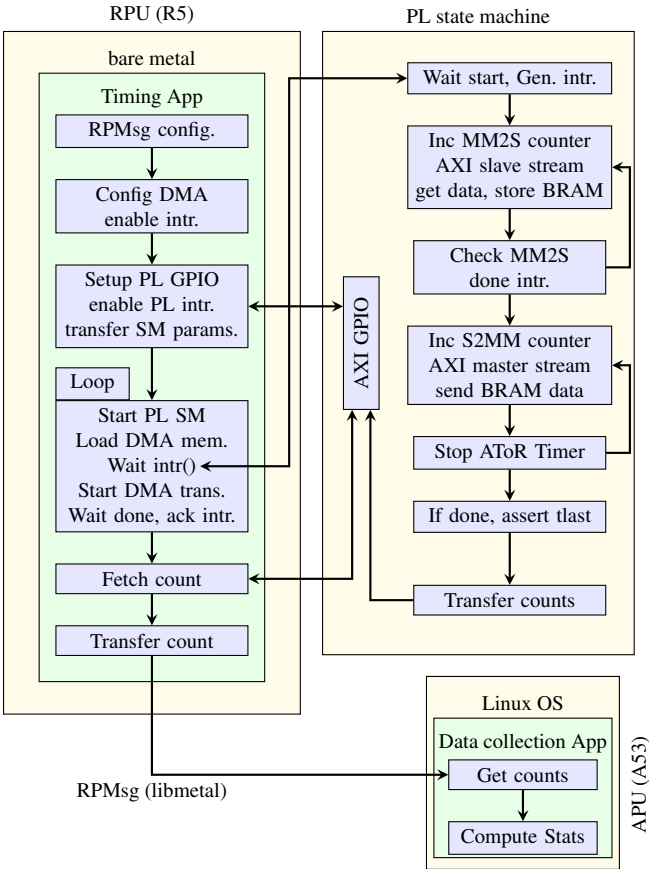 RPU (R5)
bare metal
Timing App
RPMsg config.
Config DMA
enable intr.
Setup PL GPIO
enable PL intr.
transfer SM params.
Loop
Start PL SM
Load DMA mem.
Wait intr()
Start DMA trans.
Wait done, ack intr.
Fetch count
Transfer count
AXI GPIO
PL state machine
Wait start, Gen. intr.
Inc MM2S counter
AXI slave stream
get data, store BRAM
Check MM2S
done intr.
Inc S2MM counter
AXI master stream
send BRAM data
Stop AToR Timer
If done, assert tlast
Transfer counts
RPMsg (libmetal)
Linux OS
Data collection App
Get counts
Compute Stats
APU (A53)